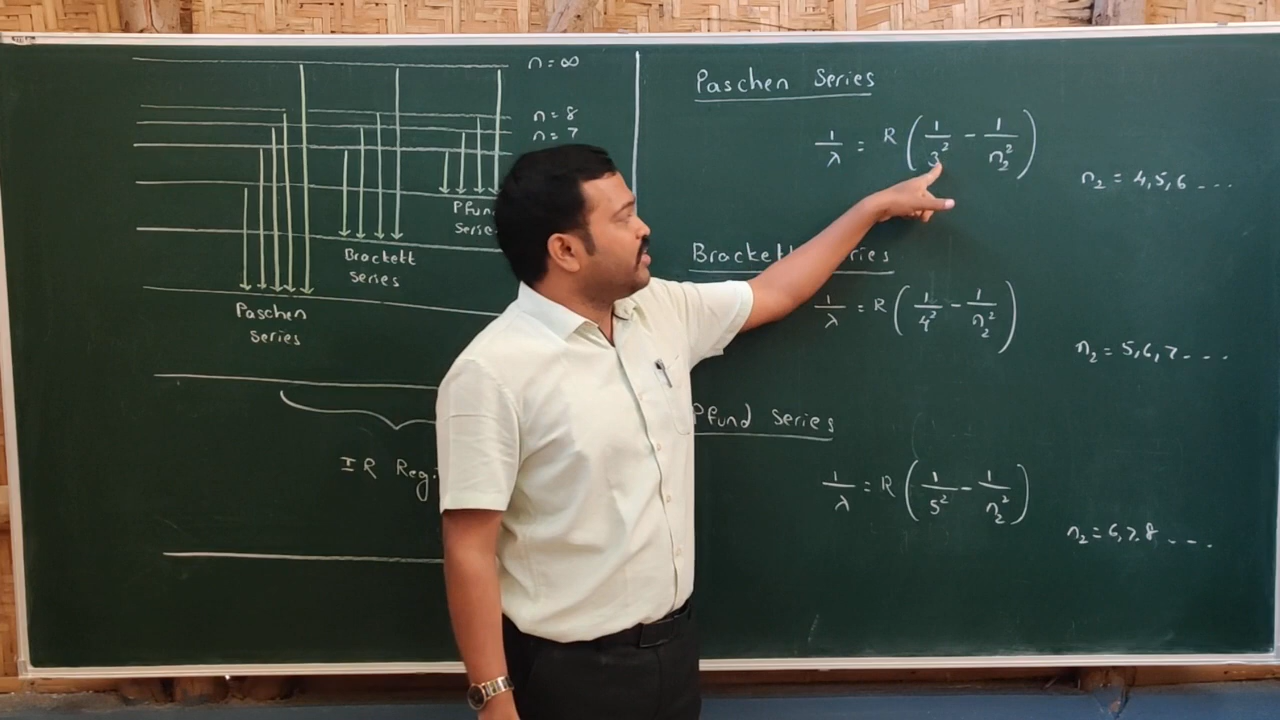 n = ∞
n = 8
n = 7
Pfund
Series
Brackett
Series
Paschen
Series
IR
Paschen Series
1/λ = R (1/3² - 1/n₂²)
n₂ = 4,5,6 ---
Brackett Series
1/λ = R (1/4² - 1/n₂²)
n₂ = 5,6,7 ---
Pfund Series
1/λ = R (1/5² - 1/n₂²)
n₂ = 6,7,8 ---